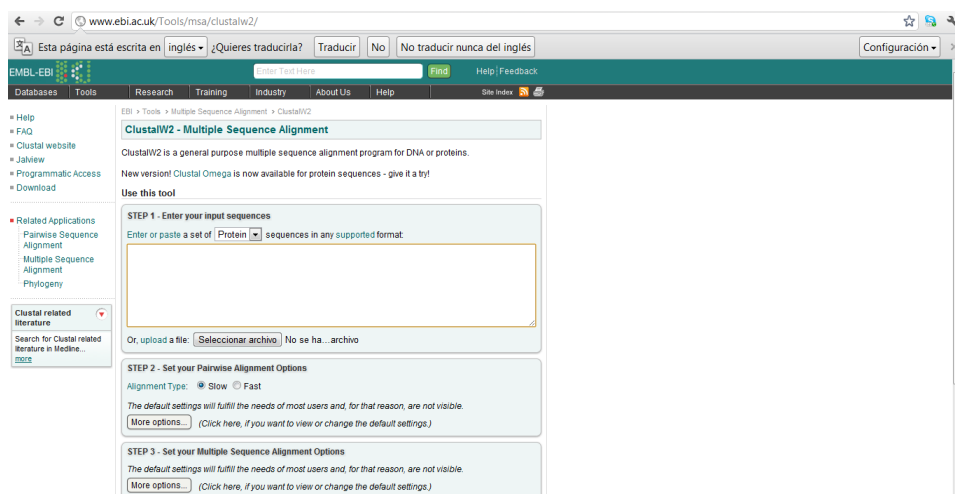 www.ebi.ac.uk/Tools/msa/clustalw2/
Esta página está escrita en inglés ¿Quieres traducirla? Traducir No No traducir nunca del inglés Configuración
EMBL-EBI Enter Text Here Find Help Feedback
Databases Tools Research Training Industry About Us Help Site Index
Help
FAQ
Clustal website
Jalview
Programmatic Access
Download
Related Applications
Pairwise Sequence
Alignment
Multiple Sequence
Alignment
Phylogeny
Clustal related
literature
Search for Clustal related
literature in Medline...
more
EBI > Tools > Multiple Sequence Alignment > ClustalW2
ClustalW2 - Multiple Sequence Alignment
ClustalW2 is a general purpose multiple sequence alignment program for DNA or proteins.
New version! Clustal Omega is now available for protein sequences - give it a try!
Use this tool
STEP 1 - Enter your input sequences
Enter or paste a set of Protein sequences in any supported format:
Or, upload a file: Seleccionar archivo No se ha...archivo
STEP 2 - Set your Pairwise Alignment Options
Alignment Type: Slow Fast
The default settings will fulfill the needs of most users and, for that reason, are not visible.
More options... (Click here, if you want to view or change the default settings.)
STEP 3 - Set your Multiple Sequence Alignment Options
The default settings will fulfill the needs of most users and, for that reason, are not visible.
More options... (Click here, if you want to view or change the default settings.)